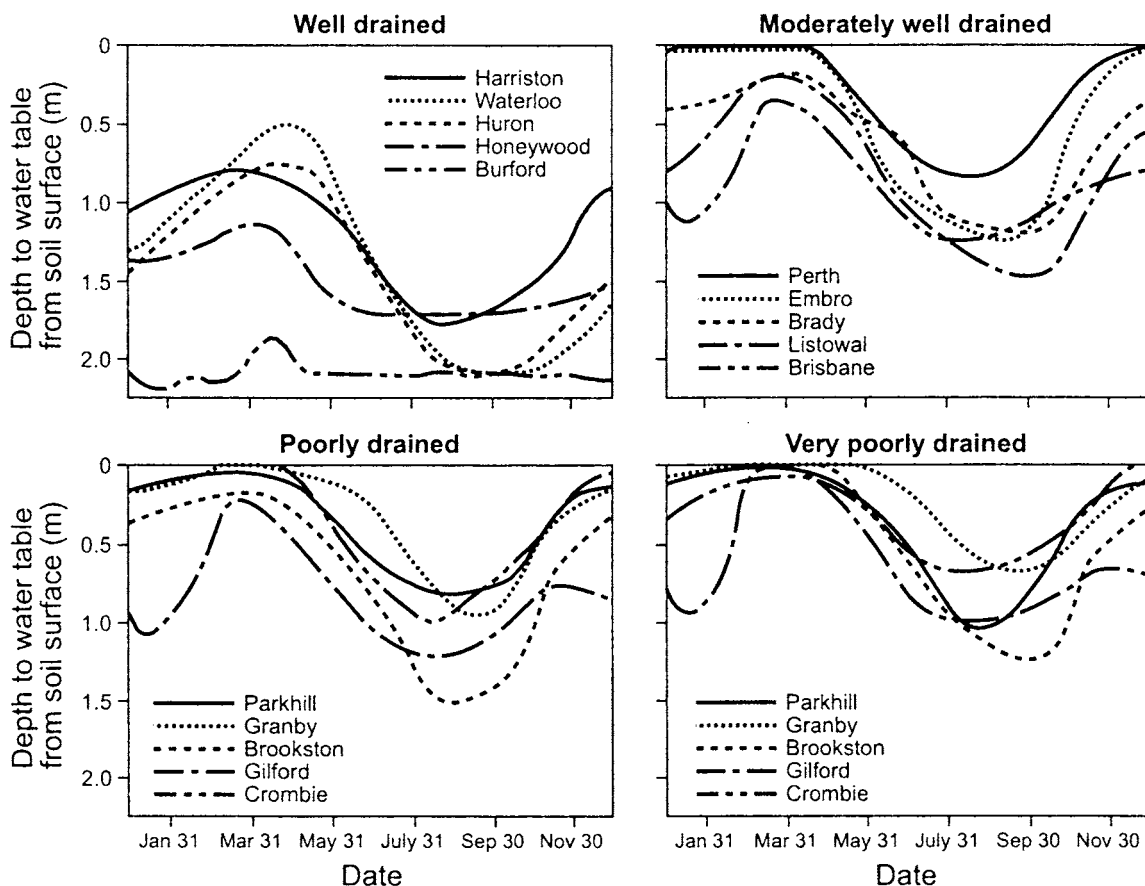 Well drained
Moderately well drained
Depth to water table
from soil surface (m)
0
0.5
1.0
1.5
2.0
Harriston
Waterloo
Huron
Honeywood
Burford
Perth
Embro
Brady
Listowal
Brisbane
Poorly drained
Very poorly drained
Depth to water table
from soil surface (m)
0
0.5
1.0
1.5
2.0
Parkhill
Granby
Brookston
Gilford
Crombie
Parkhill
Granby
Brookston
Gilford
Crombie
Jan 31 Mar 31 May 31 July 31 Sep 30 Nov 30
Jan 31 Mar 31 May 31 July 31 Sep 30 Nov 30
Date
Date